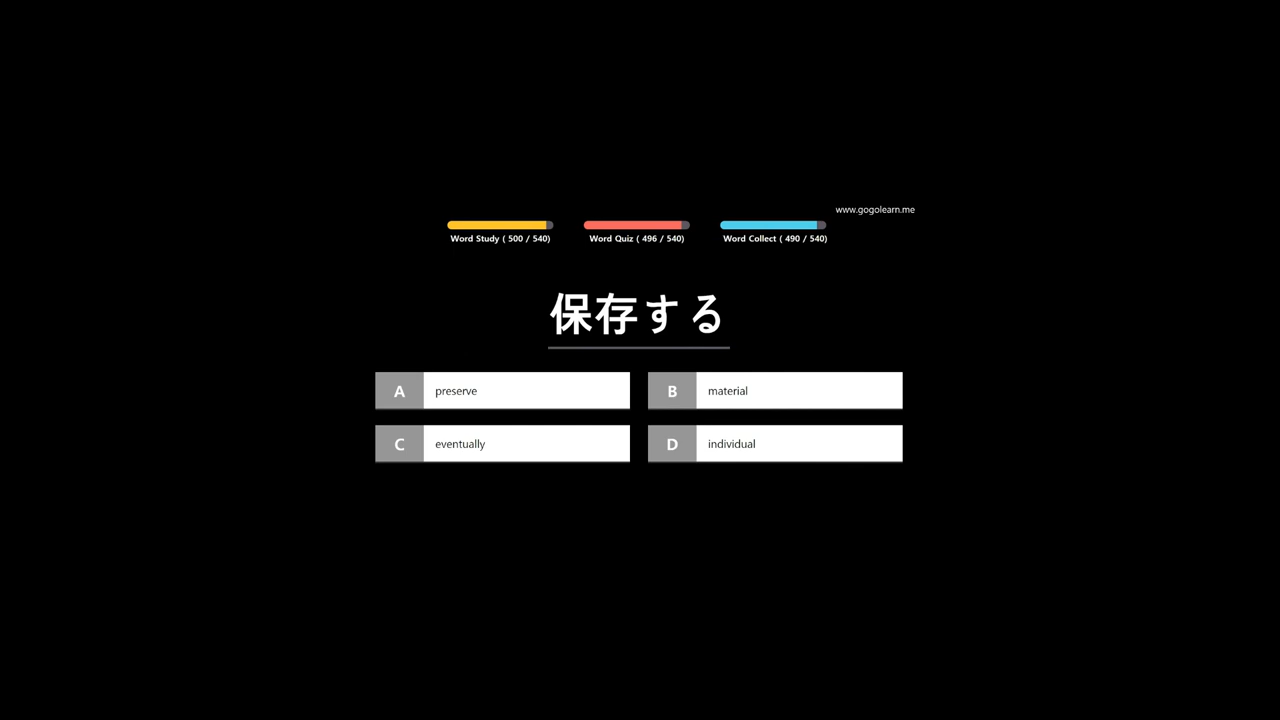 www.gogolearn.me
Word Study ( 500 / 540) Word Quiz ( 496 / 540) Word Collect ( 490 / 540)
保存する
A preserve B material
C eventually D individual